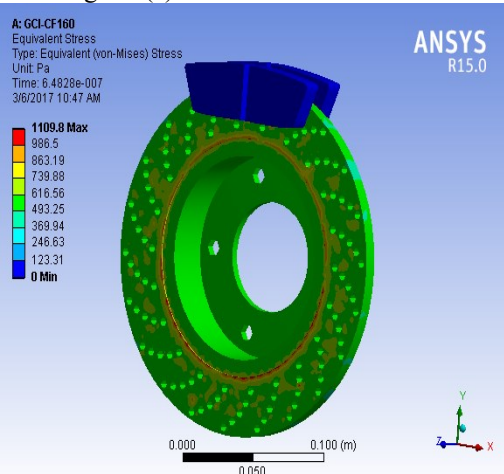 A: GCI-CF160
Equivalent Stress
Type: Equivalent (von-Mises) Stress
Unit: Pa
Time: 6.4828e-007
3/6/2017 10:47 AM
ANSYS
R15.0
1109.8 Max
986.5
863.19
739.88
616.56
493.25
369.94
246.63
123.31
0 Min
0.000
0.100 (m)
0.050
Y
Z
X